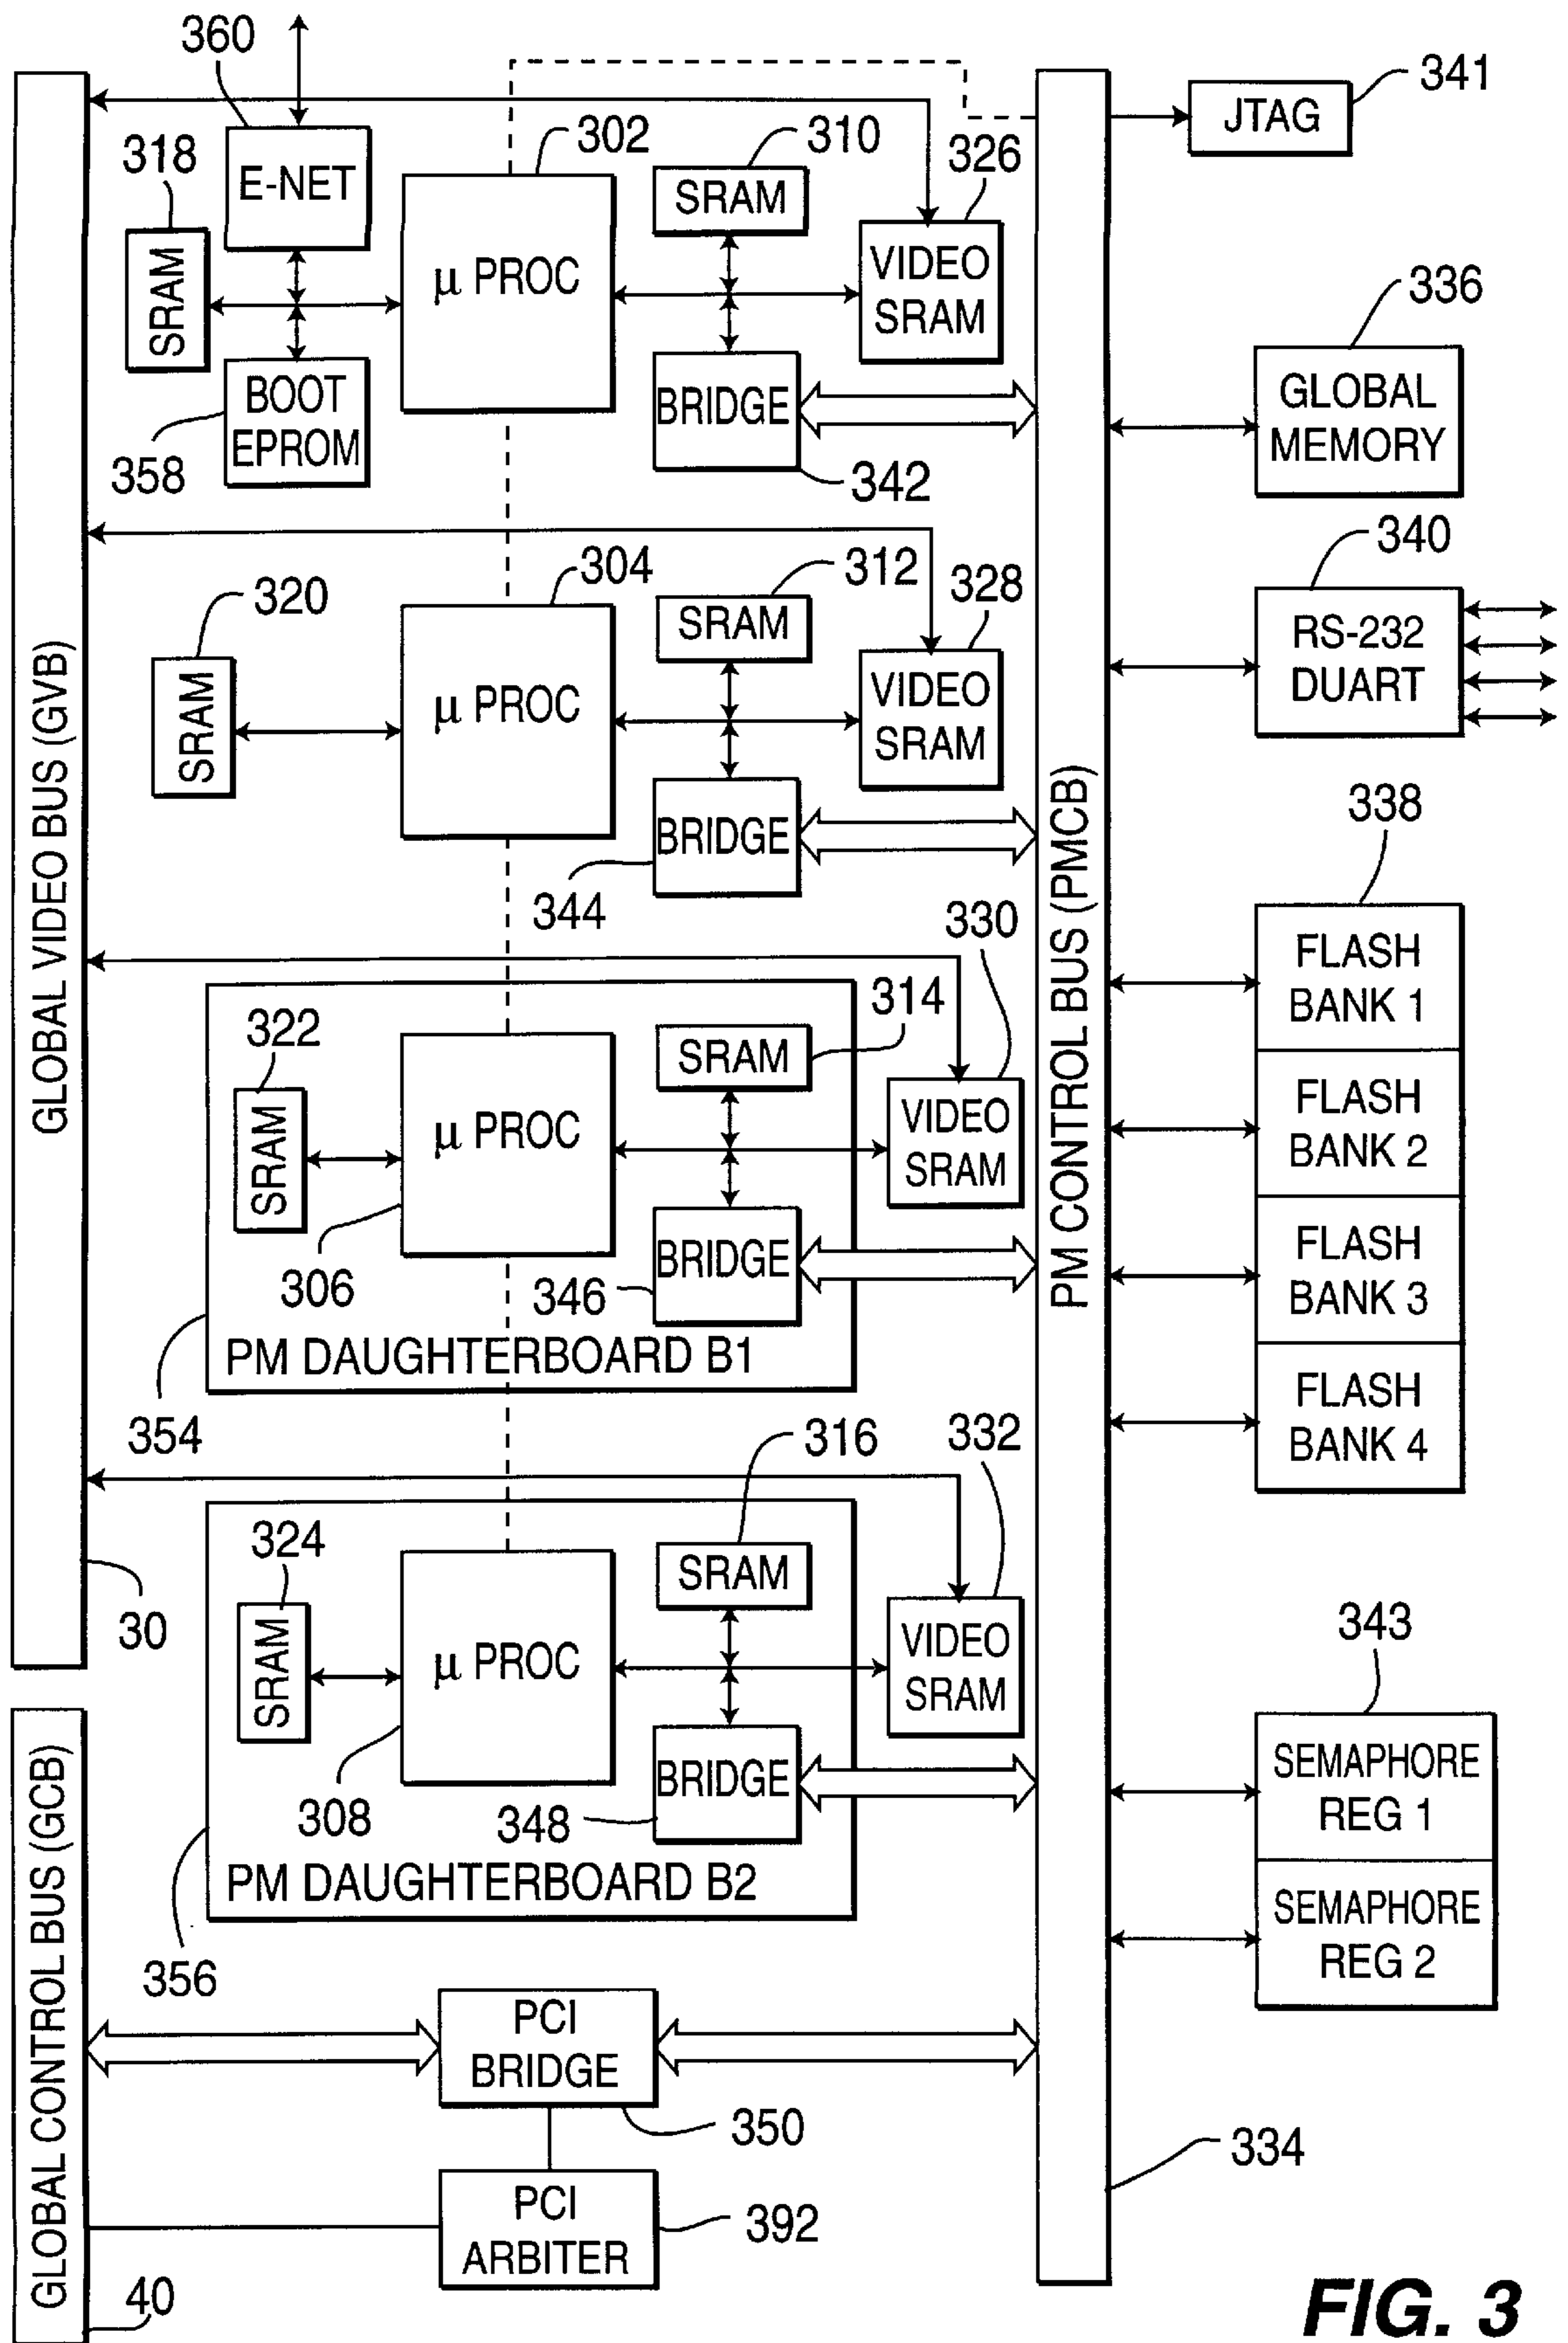 360
318
E-NET
302
310
SRAM
326
341
JTAG
SRAM
μ PROC
VIDEO
SRAM
336
GLOBAL
MEMORY
BOOT
EPROM
358
BRIDGE
342
340
304
312
328
320
SRAM
RS-232
DUART
SRAM
μ PROC
VIDEO
SRAM
BRIDGE
344
338
GLOBAL VIDEO BUS (GVB)
PM CONTROL BUS (PMCB)
330
314
322
FLASH
BANK 1
SRAM
μ PROC
SRAM
VIDEO
SRAM
FLASH
BANK 2
306
346
BRIDGE
FLASH
BANK 3
PM DAUGHTERBOARD B1
354
FLASH
BANK 4
316
332
324
SRAM
30
SRAM
μ PROC
VIDEO
SRAM
343
308
348
BRIDGE
SEMAPHORE
REG 1
PM DAUGHTERBOARD B2
356
SEMAPHORE
REG 2
GLOBAL CONTROL BUS (GCB)
PCI
BRIDGE
350
334
PCI
ARBITER
392
40
FIG. 3